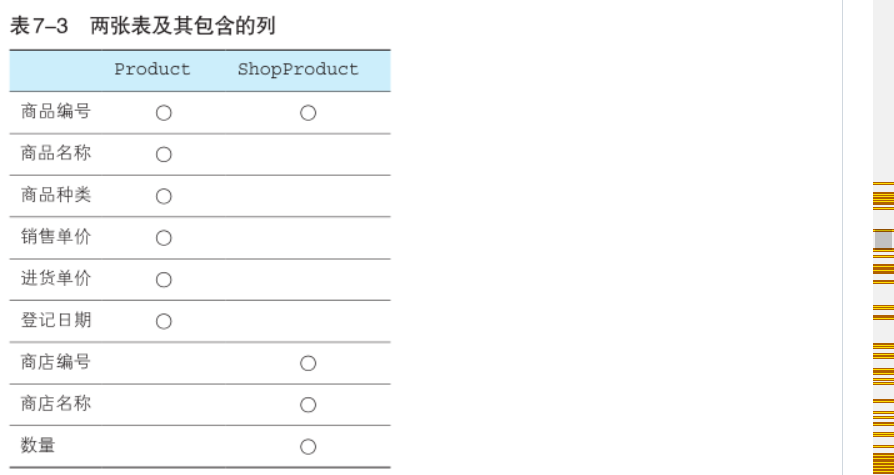 表7–3 两张表及其包含的列
Product ShopProduct
商品编号 ○ ○
商品名称 ○
商品种类 ○
销售单价 ○
进货单价 ○
登记日期 ○
商店编号 ○
商店名称 ○
数量 ○